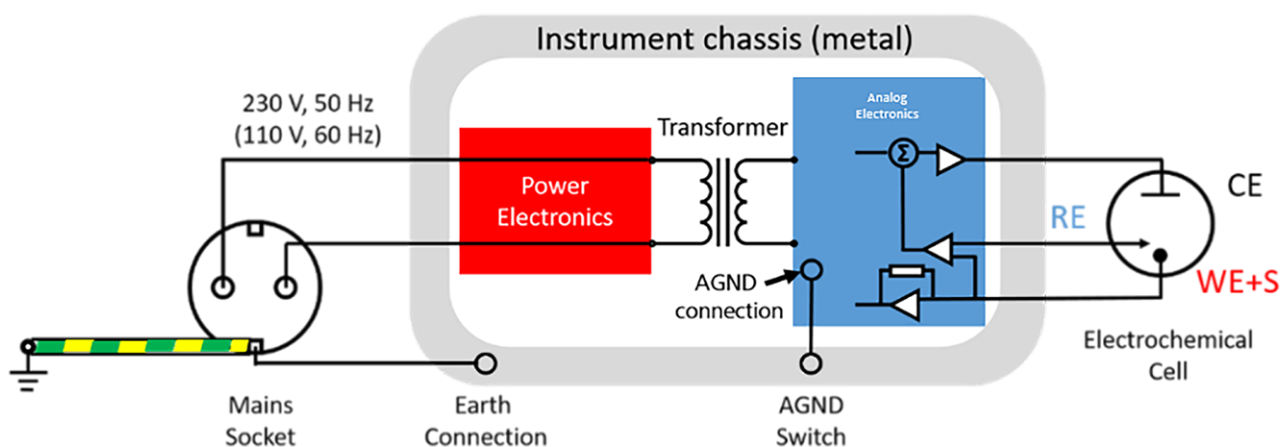 Instrument chassis (metal)
230 V, 50 Hz
(110 V, 60 Hz)
Power
Electronics
Transformer
Analog
Electronics
Σ
AGND
connection
RE
CE
WE+S
Electrochemical
Cell
Mains
Socket
Earth
Connection
AGND
Switch